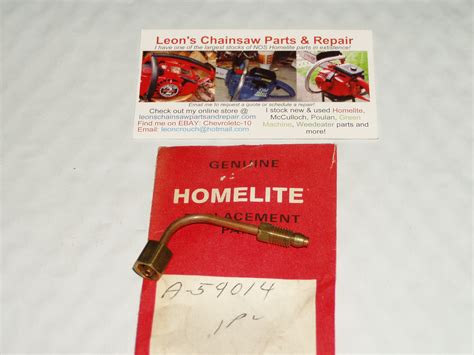 Leon's Chainsaw Parts & Repair
I have one of the largest stocks of NOS Homelite parts in existence!
Email me to request a quote or schedule a repair!
Check out my online store @
leonschainsawpartsandrepair.com
Find me on EBAY: Chevroletc-10
Email: leoncrouch@hotmail.com
I stock new & used Homelite,
McCulloch, Poulan, Green
Machine, Weedeater parts and
more!
GENUINE
HOMELITE
PLACEMENT
PA
A-59014
1 Pc